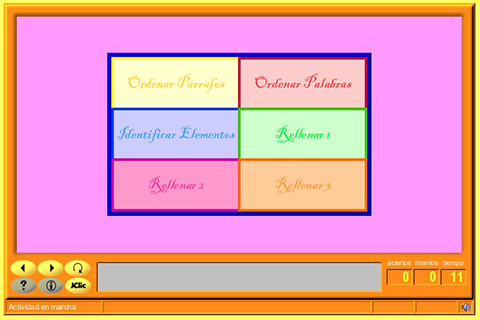 Ordenar Párrafos
Ordenar Palabras
Identificar Elementos
Rellenar 1
Rellenar 2
Rellenar 3
aciertos intentos tiempo
0 0 11
? i JClic
Actividad en marcha